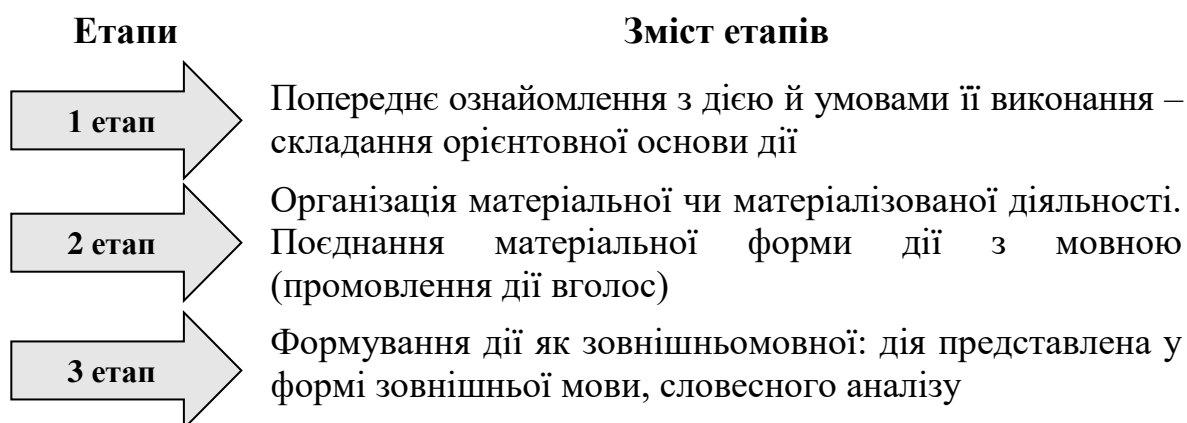 Етапи Зміст етапів
1 етап Попереднє ознайомлення з дією й умовами її виконання –
складання орієнтовної основи дії
Організація матеріальної чи матеріалізованої діяльності.
2 етап Поєднання матеріальної форми дії з мовною
(промовлення дії вголос)
Формування дії як зовнішньомовної: дія представлена у
3 етап формі зовнішньої мови, словесного аналізу